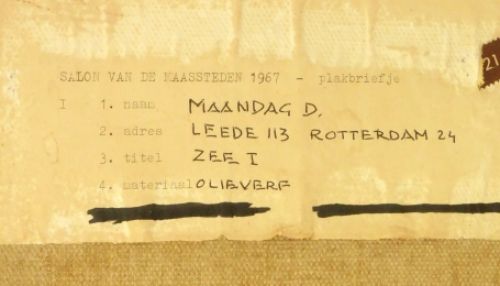 SALON VAN DE MAASSTEDEN 1967 - plakbriefje
I 1. naam MAANDAG D.
2. adres LEEDE 113 ROTTERDAM 24
3. titel ZEE I
4. materiaal OLIEVERF
21